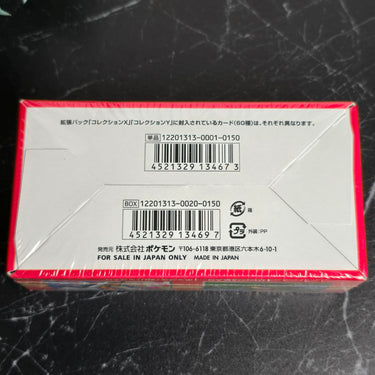 拡張パック「コレクションX」「コレクションY」に封入されているカード(60種)は、それぞれ異なります。
単品 12201313-0001-0150
4521329 13467 3
BOX 12201313-0020-0150
4521329 13469 7
紙 箱
プラ 外装:PP
発売元 株式会社ポケモン 〒106-6118 東京都港区六本木6-10-1
FOR SALE IN JAPAN ONLY MADE IN JAPAN